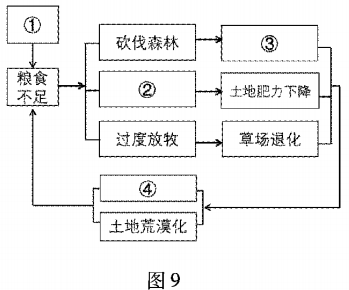 ①
粮食
不足
砍伐森林
③
②
土地肥力下降
过度放牧
草场退化
④
土地荒漠化
图9